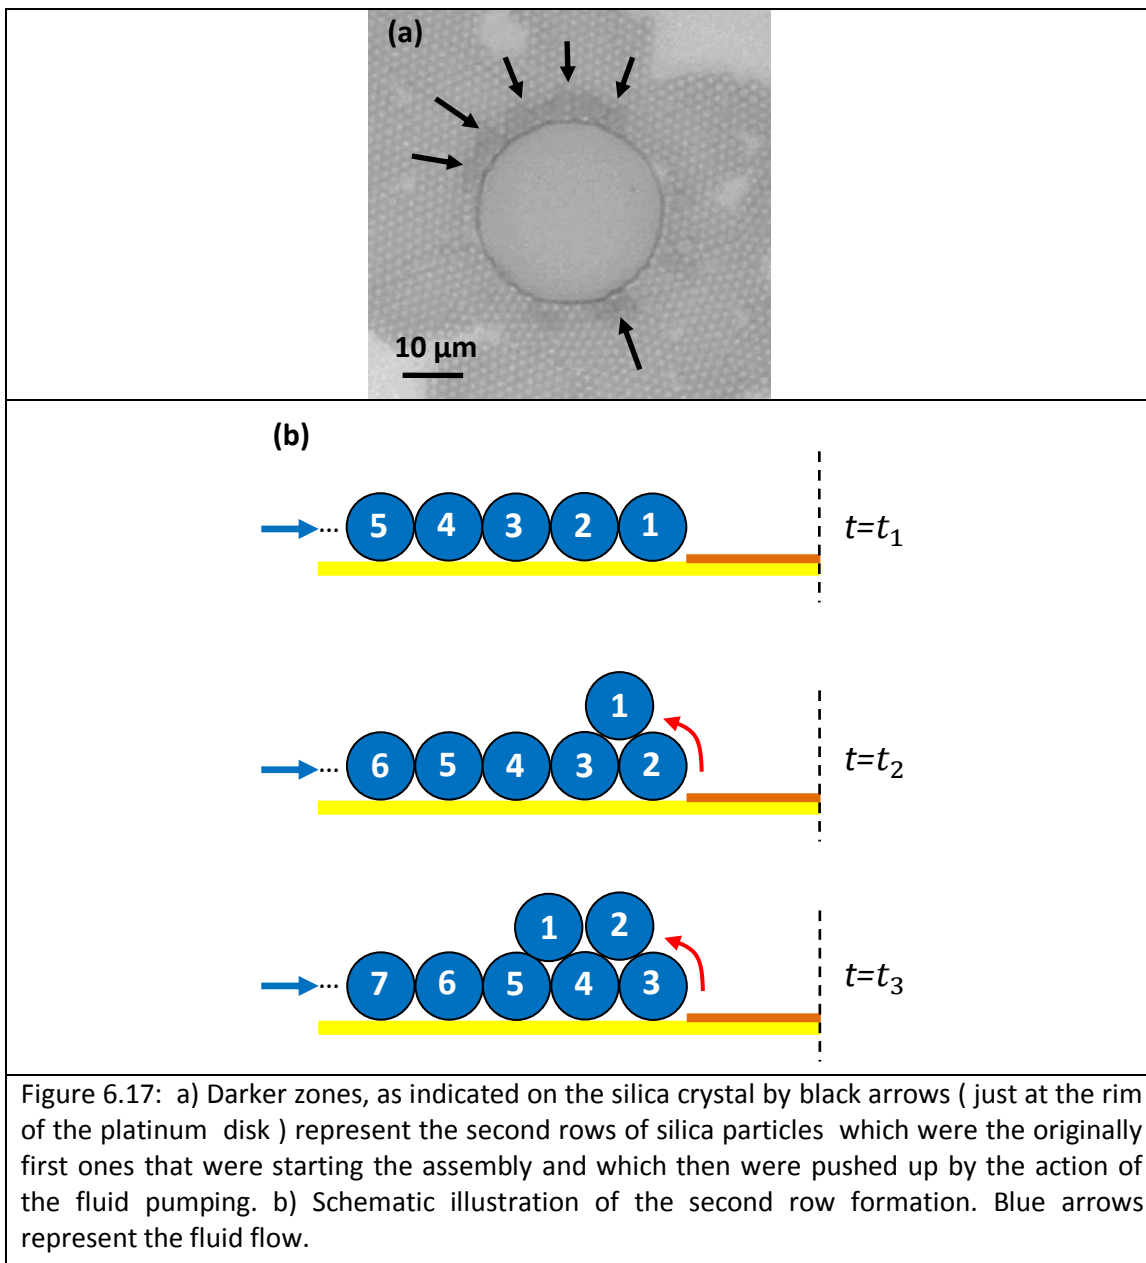 (a)
10 µm
(b)
... 5 4 3 2 1
t=t₁
1
... 6 5 4 3 2
t=t₂
1 2
... 7 6 5 4 3
t=t₃
Figure 6.17: a) Darker zones, as indicated on the silica crystal by black arrows ( just at the rim
of the platinum disk ) represent the second rows of silica particles which were the originally
first ones that were starting the assembly and which then were pushed up by the action of
the fluid pumping. b) Schematic illustration of the second row formation. Blue arrows
represent the fluid flow.